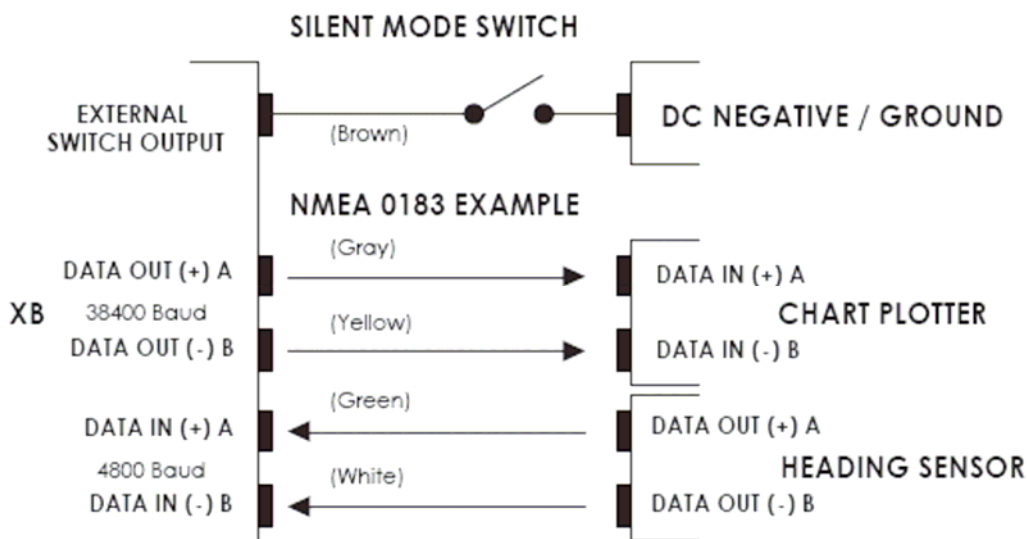 SILENT MODE SWITCH
EXTERNAL
SWITCH OUTPUT
(Brown)
DC NEGATIVE / GROUND
NMEA 0183 EXAMPLE
(Gray)
DATA OUT (+) A
DATA IN (+) A
XB
38400 Baud
CHART PLOTTER
(Yellow)
DATA OUT (-) B
DATA IN (-) B
(Green)
DATA IN (+) A
DATA OUT (+) A
4800 Baud
HEADING SENSOR
(White)
DATA IN (-) B
DATA OUT (-) B